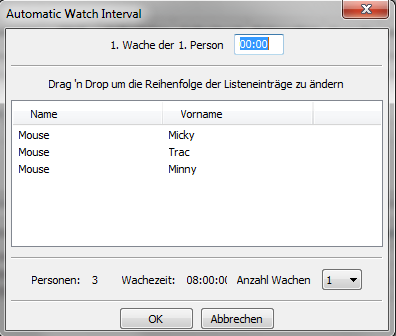 Automatic Watch Interval
1. Wache der 1. Person 00:00
Drag 'n Drop um die Reihenfolge der Listeneinträge zu ändern
Name Vorname
Mouse Micky
Mouse Trac
Mouse Minny
Personen: 3 Wachezeit: 08:00:00 Anzahl Wachen 1
OK Abbrechen